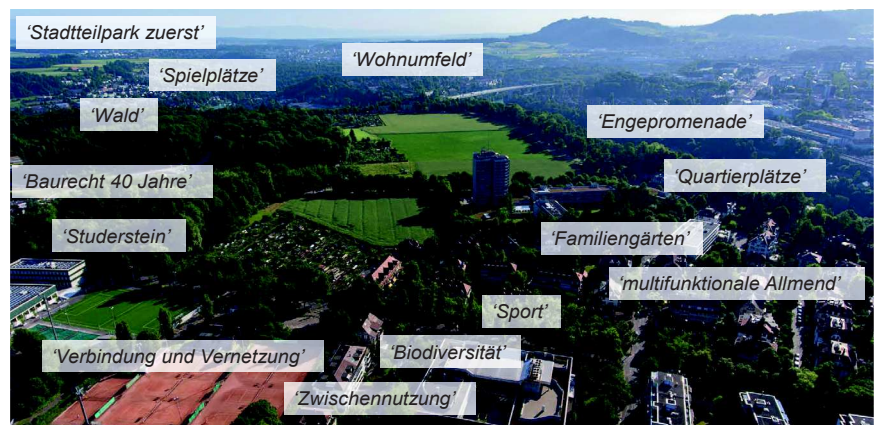 ‘Stadtteilpark zuerst’
‘Wohnumfeld’
‘Spielplätze’
‘Wald’
‘Engepromenade’
‘Baurecht 40 Jahre’
‘Quartierplätze’
‘Studerstein’
‘Familiengärten’
‘multifunktionale Allmend’
‘Sport’
‘Verbindung und Vernetzung’
‘Biodiversität’
‘Zwischennutzung’